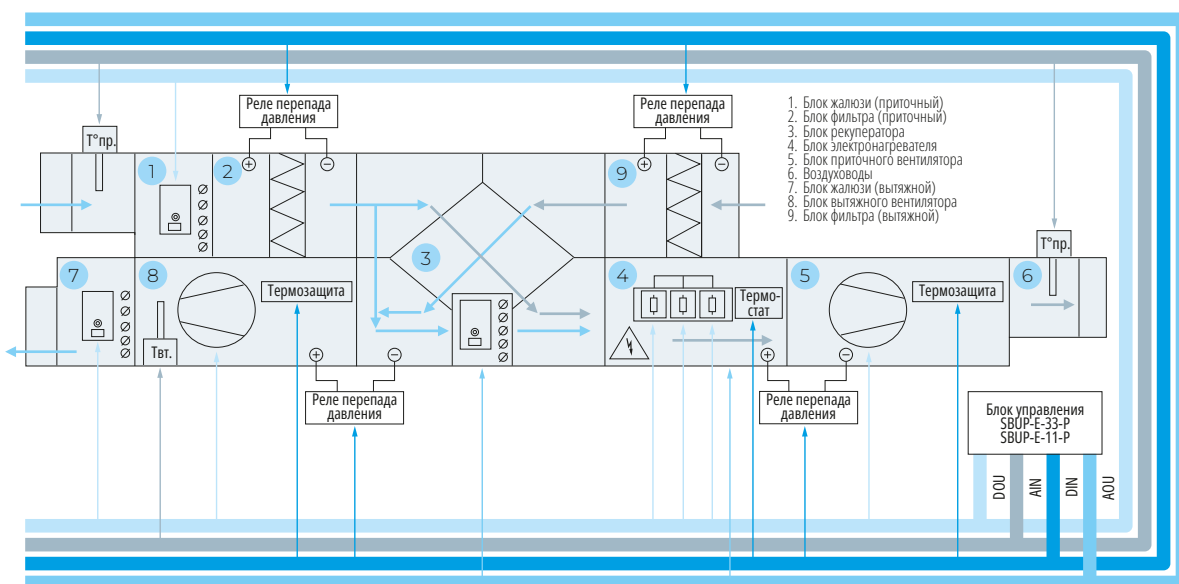 Реле перепада
давления
Реле перепада
давления
1. Блок жалюзи (приточный)
2. Блок фильтра (приточный)
3. Блок рекуператора
4. Блок электронагревателя
5. Блок приточного вентилятора
6. Воздуховоды
7. Блок жалюзи (вытяжной)
8. Блок вытяжного вентилятора
9. Блок фильтра (вытяжной)
T°пр.
1
2
9
+
−
+
−
T°пр.
3
7
8
4
5
6
Термозащита
Термо-
стат
Термозащита
Tвт.
+
−
+
−
Реле перепада
давления
Реле перепада
давления
Блок управления
SBUP-E-33-P
SBUP-E-11-P
DOU
AIN
DIN
AOU